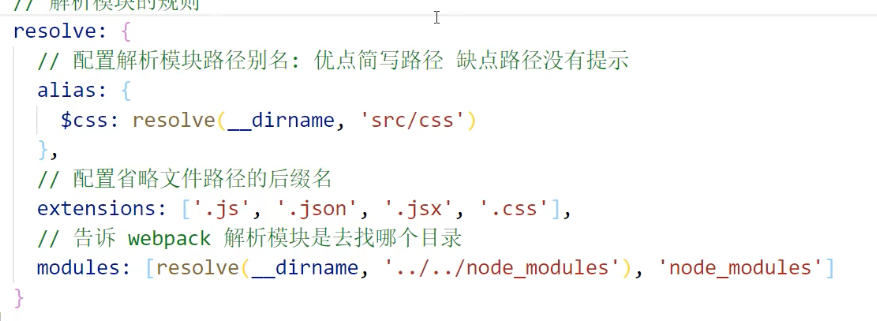 // 解析模块的规则
resolve: {
// 配置解析模块路径别名: 优点简写路径 缺点路径没有提示
alias: {
$css: resolve(__dirname, 'src/css')
},
// 配置省略文件路径的后缀名
extensions: ['.js', '.json', '.jsx', '.css'],
// 告诉 webpack 解析模块是去找哪个目录
modules: [resolve(__dirname, '../../node_modules'), 'node_modules']
}